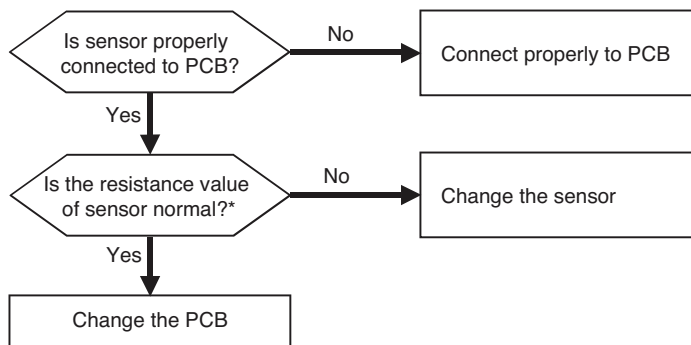 Is sensor properly
connected to PCB?
No
Connect properly to PCB
Yes
Is the resistance value
of sensor normal?*
No
Change the sensor
Yes
Change the PCB